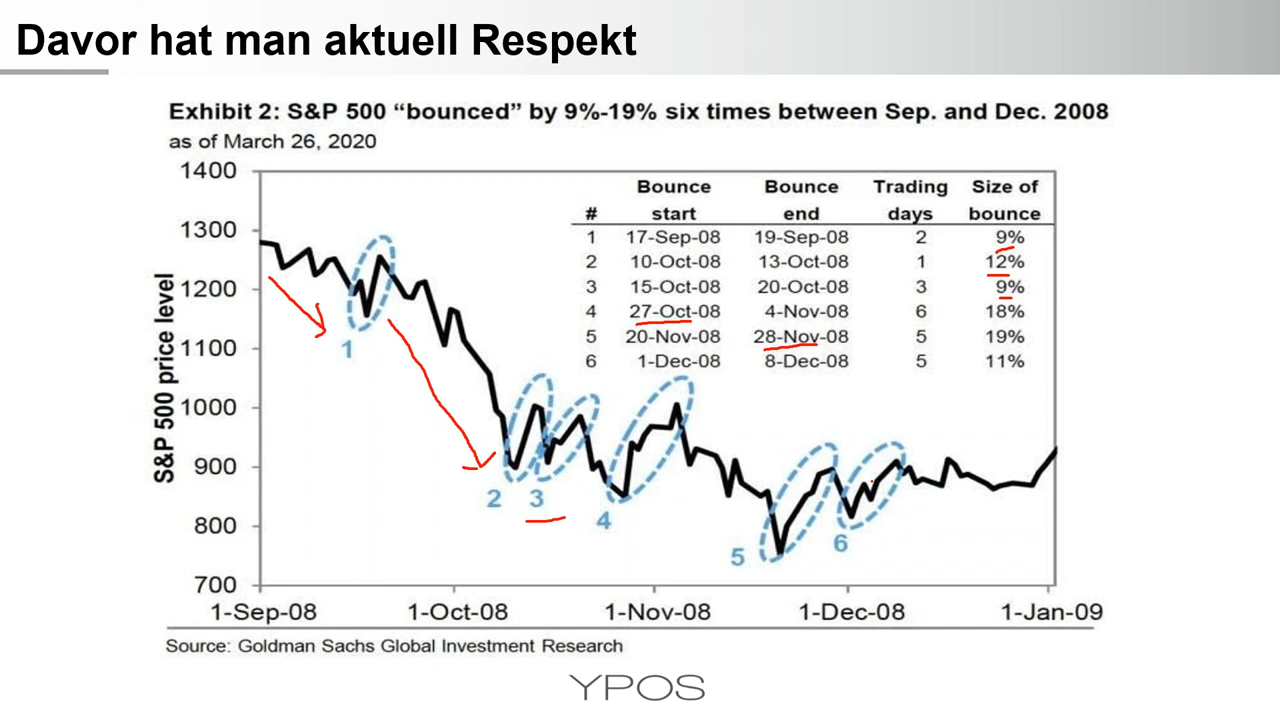 Davor hat man aktuell Respekt
Exhibit 2: S&P 500 “bounced” by 9%-19% six times between Sep. and Dec. 2008
as of March 26, 2020
S&P 500 price level
1400
1300
1200
1100
1000
900
800
700
1-Sep-08 1-Oct-08 1-Nov-08 1-Dec-08 1-Jan-09
Bounce Bounce Trading Size of
# start end days bounce
1 17-Sep-08 19-Sep-08 2 9%
2 10-Oct-08 13-Oct-08 1 12%
3 15-Oct-08 20-Oct-08 3 9%
4 27-Oct-08 4-Nov-08 6 18%
5 20-Nov-08 28-Nov-08 5 19%
6 1-Dec-08 8-Dec-08 5 11%
1
2
3
4
5
6
Source: Goldman Sachs Global Investment Research
YPOS